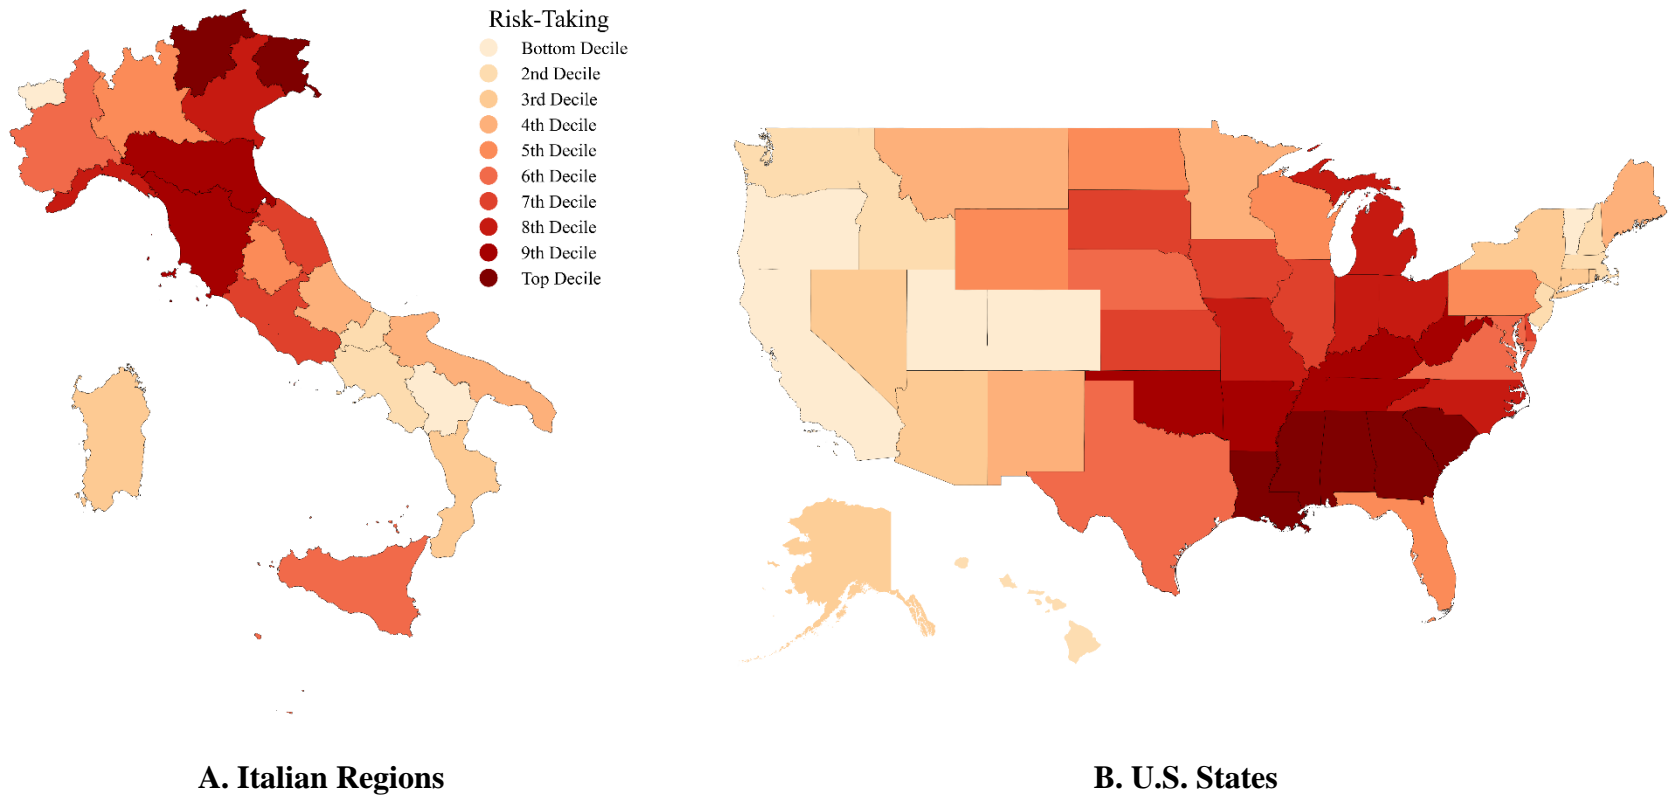 Risk-Taking
Bottom Decile
2nd Decile
3rd Decile
4th Decile
5th Decile
6th Decile
7th Decile
8th Decile
9th Decile
Top Decile
A. Italian Regions
B. U.S. States